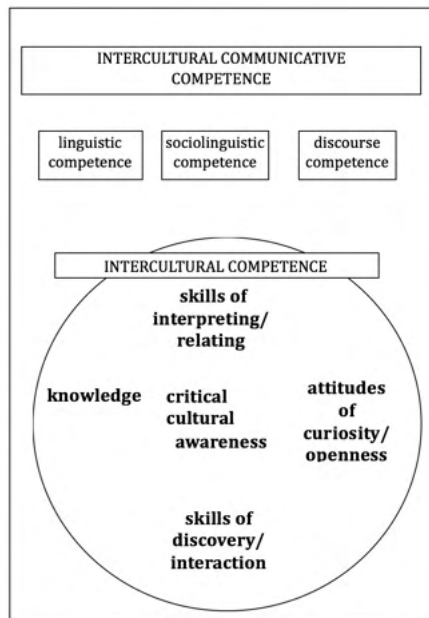 INTERCULTURAL COMMUNICATIVE
COMPETENCE
linguistic
competence
sociolinguistic
competence
discourse
competence
INTERCULTURAL COMPETENCE
skills of
interpreting/
relating
knowledge
critical
cultural
awareness
attitudes
of
curiosity/
openness
skills of
discovery/
interaction